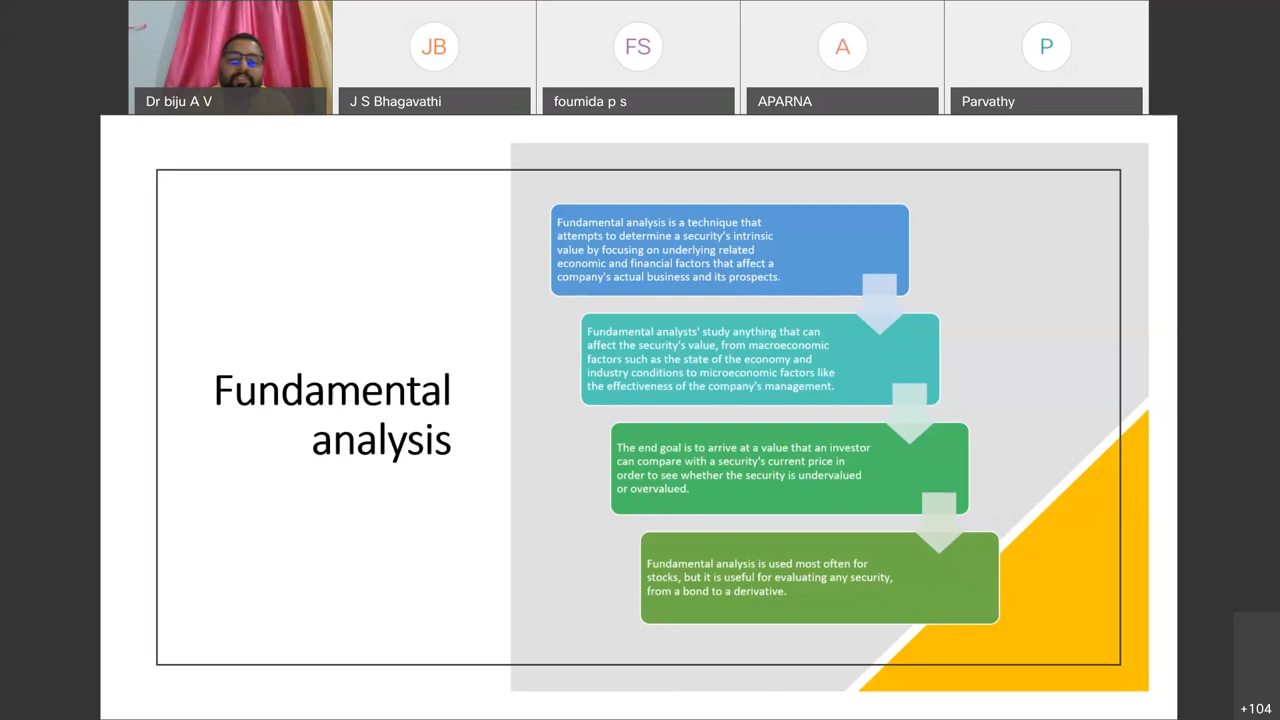 JB
FS
A
P
Dr biju A V
J S Bhagavathi
foumida p s
APARNA
Parvathy
Fundamental
analysis
Fundamental analysis is a technique that
attempts to determine a security's intrinsic
value by focusing on underlying related
economic and financial factors that affect a
company's actual business and its prospects.
Fundamental analysts' study anything that can
affect the security's value, from macroeconomic
factors such as the state of the economy and
industry conditions to microeconomic factors like
the effectiveness of the company's management.
The end goal is to arrive at a value that an investor
can compare with a security's current price in
order to see whether the security is undervalued
or overvalued.
Fundamental analysis is used most often for
stocks, but it is useful for evaluating any security,
from a bond to a derivative.
+104